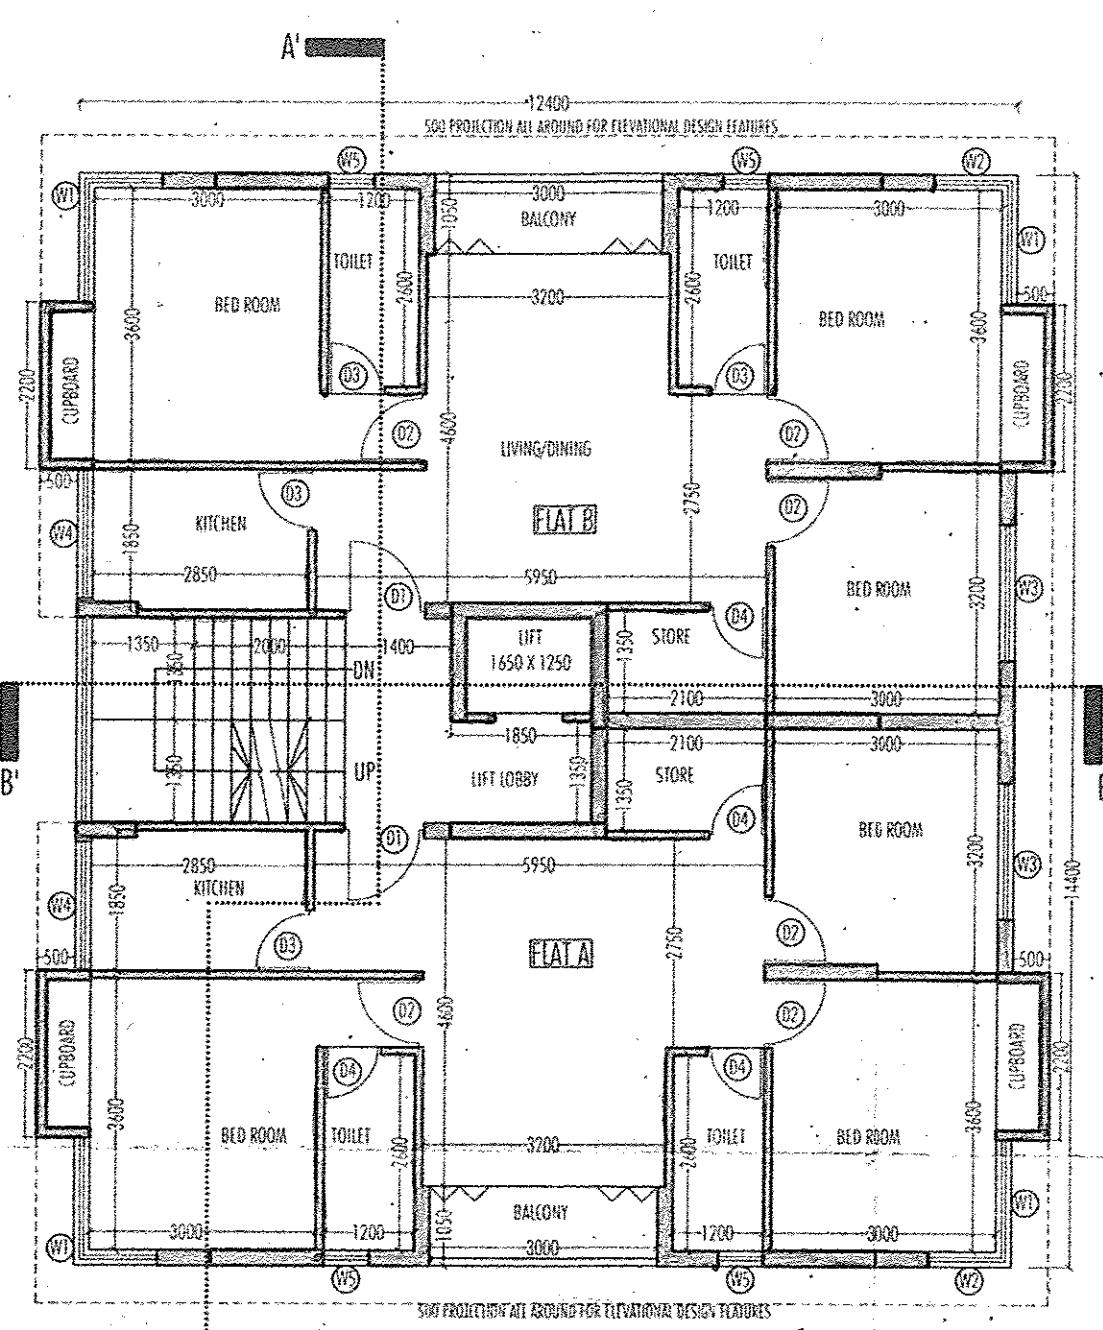 A'
12400
500 PROJECTION ALL AROUND FOR ELEVATIONAL DESIGN FEATURES
W5
W5
W2
W1
3000
1200
3000
1200
3000
1050
BALCONY
W1
TOILET
TOILET
2600
2600
500
3200
BED ROOM
BED ROOM
3600
3600
CUPBOARD
2200
CUPBOARD
2200
D3
D3
D2
D2
4600
LIVING/DINING
500
D3
2750
D2
W4
KITCHEN
1850
FLAT B
2850
5950
BED ROOM
3200
W3
D1
D4
1350
2000
1400
LIFT
1650 X 1250
STORE
1350
1350
DN
2100
3000
1850
2100
3000
B'
1350
UP
LIFT LOBBY
1350
STORE
1350
D1
D4
BED ROOM
2850
5950
3200
W3
14400
KITCHEN
1850
W4
D3
2750
D2
FLAT A
500
500
D2
D2
4600
CUPBOARD
2200
CUPBOARD
2200
D4
D4
3600
3600
BED ROOM
TOILET
2600
3200
2600
TOILET
BED ROOM
1050
BALCONY
W1
3000
1200
3000
1200
3000
W1
W5
W5
W2
500 PROJECTION ALL AROUND FOR ELEVATIONAL DESIGN FEATURES